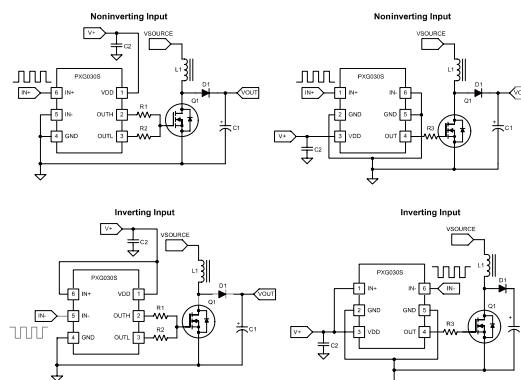 Noninverting Input
V+
C2
VSOURCE
L1
PXG030S
D1
VOUT
IN+
6 IN+
VDD 1
5 IN-
OUTH 2
R1
Q1
C1
4 GND
OUTL 3
R2
Noninverting Input
VSOURCE
L1
PXG030S
D1
IN+
1 IN+
IN- 6
Q1
2 GND
GND 5
C1
V+
3 VDD
OUT 4
R3
C2
Inverting Input
V+
C2
VSOURCE
L1
PXG030S
D1
VOUT
6 IN+
VDD 1
IN-
5 IN-
OUTH 2
R1
Q1
C1
4 GND
OUTL 3
R2
Inverting Input
VSOURCE
L1
PXG030S
D1
1 IN+
IN- 6
IN-
Q1
2 GND
GND 5
V+
3 VDD
OUT 4
R3
C2